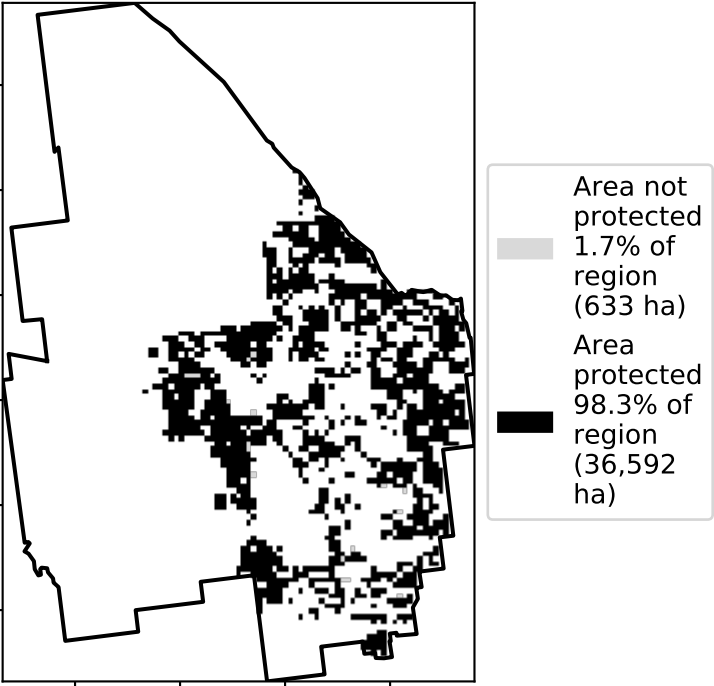 Area not
protected
1.7% of
region
(633 ha)
Area
protected
98.3% of
region
(36,592
ha)